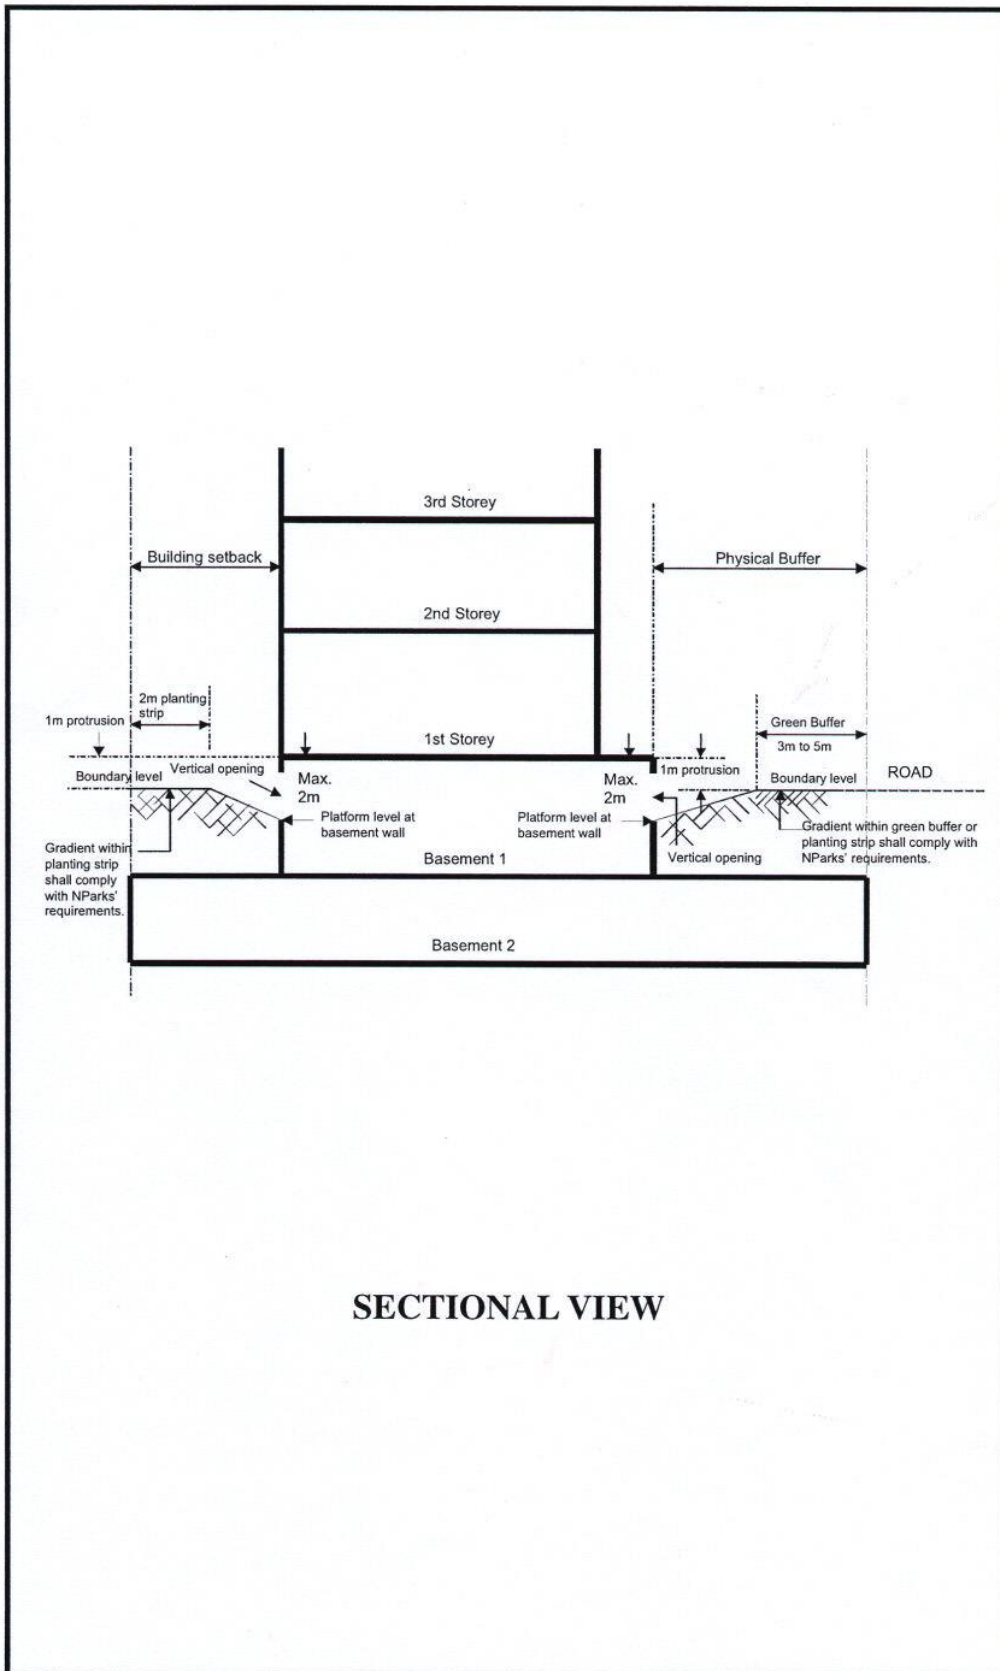 3rd Storey
Building setback
Physical Buffer
2nd Storey
2m planting
strip
1m protrusion
Green Buffer
3m to 5m
1st Storey
Vertical opening
Boundary level
Max.
2m
Max.
2m
1m protrusion
Boundary level
ROAD
Platform level at
basement wall
Platform level at
basement wall
Gradient within
planting strip
shall comply
with NParks'
requirements.
Gradient within green buffer or
planting strip shall comply with
NParks' requirements.
Basement 1
Vertical opening
Basement 2
SECTIONAL VIEW